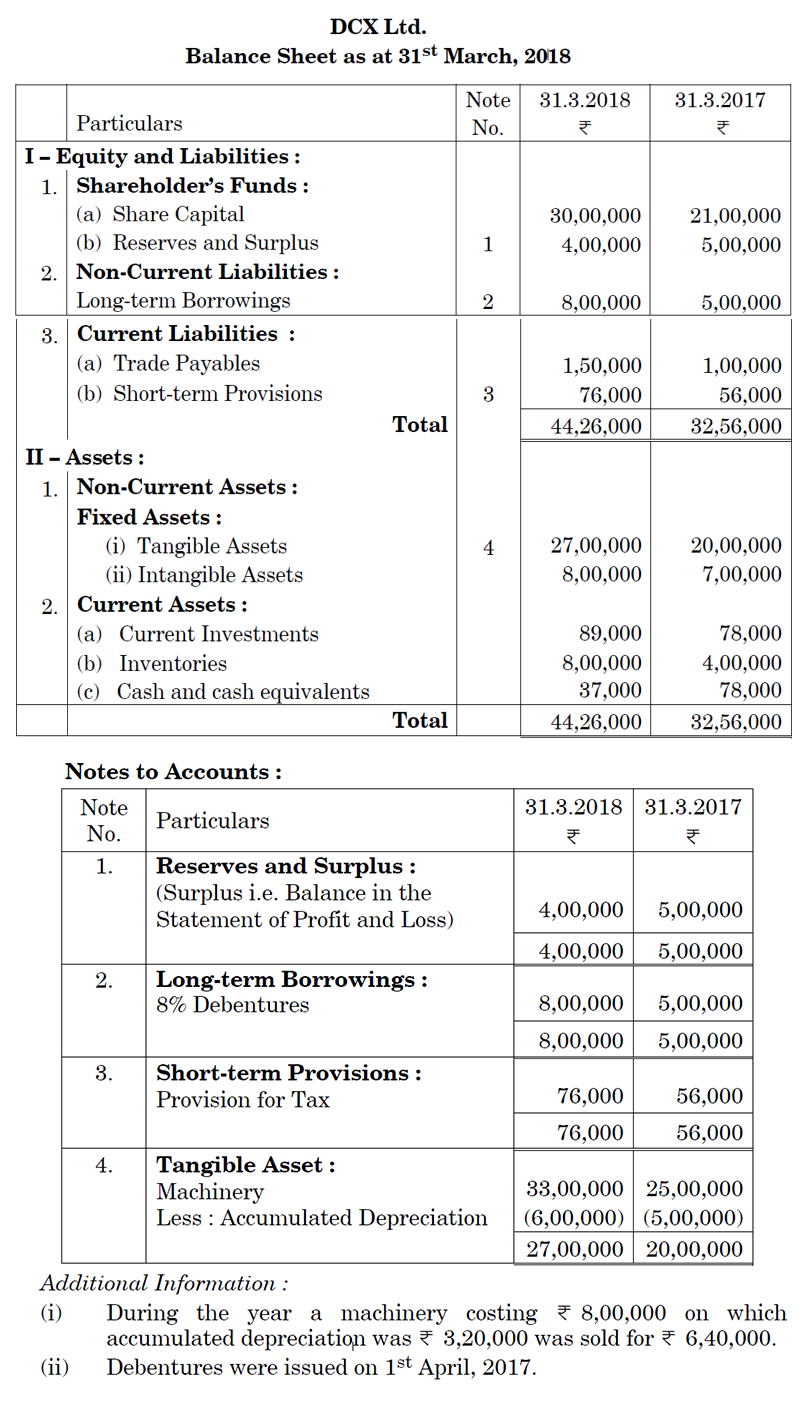 DCX Ltd.
Balance Sheet as at 31st March, 2018
Particulars Note No. 31.3.2018 ₹ 31.3.2017 ₹
I – Equity and Liabilities :
1. Shareholder's Funds :
(a) Share Capital 30,00,000 21,00,000
(b) Reserves and Surplus 1 4,00,000 5,00,000
2. Non-Current Liabilities :
Long-term Borrowings 2 8,00,000 5,00,000
3. Current Liabilities :
(a) Trade Payables 1,50,000 1,00,000
(b) Short-term Provisions 3 76,000 56,000
Total 44,26,000 32,56,000
II – Assets :
1. Non-Current Assets :
Fixed Assets :
(i) Tangible Assets 4 27,00,000 20,00,000
(ii) Intangible Assets 8,00,000 7,00,000
2. Current Assets :
(a) Current Investments 89,000 78,000
(b) Inventories 8,00,000 4,00,000
(c) Cash and cash equivalents 37,000 78,000
Total 44,26,000 32,56,000
Notes to Accounts :
Note No. Particulars 31.3.2018 ₹ 31.3.2017 ₹
1. Reserves and Surplus :
(Surplus i.e. Balance in the
Statement of Profit and Loss) 4,00,000 5,00,000
4,00,000 5,00,000
2. Long-term Borrowings :
8% Debentures 8,00,000 5,00,000
8,00,000 5,00,000
3. Short-term Provisions :
Provision for Tax 76,000 56,000
76,000 56,000
4. Tangible Asset :
Machinery 33,00,000 25,00,000
Less : Accumulated Depreciation (6,00,000) (5,00,000)
27,00,000 20,00,000
Additional Information :
(i) During the year a machinery costing ₹ 8,00,000 on which
accumulated depreciation was ₹ 3,20,000 was sold for ₹ 6,40,000.
(ii) Debentures were issued on 1st April, 2017.